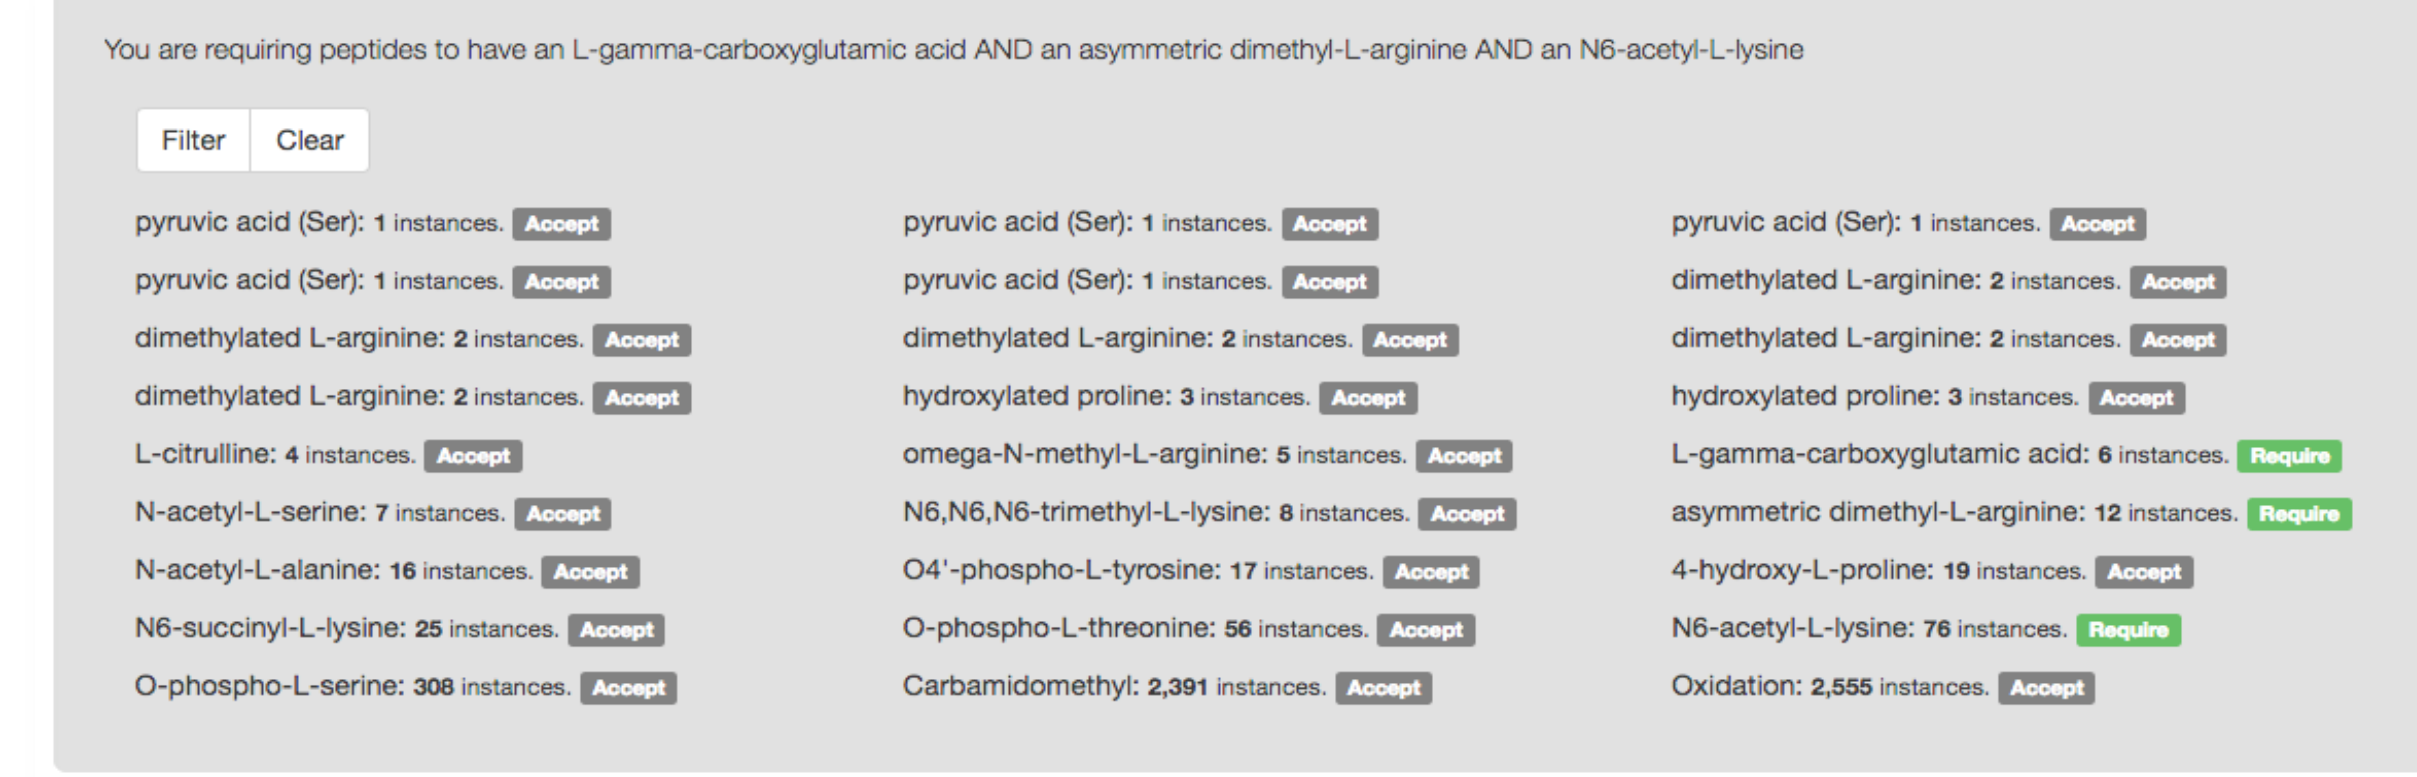 You are requiring peptides to have an L-gamma-carboxyglutamic acid AND an asymmetric dimethyl-L-arginine AND an N6-acetyl-L-lysine
Filter Clear
pyruvic acid (Ser): 1 instances. Accept pyruvic acid (Ser): 1 instances. Accept pyruvic acid (Ser): 1 instances. Accept
pyruvic acid (Ser): 1 instances. Accept pyruvic acid (Ser): 1 instances. Accept dimethylated L-arginine: 2 instances. Accept
dimethylated L-arginine: 2 instances. Accept dimethylated L-arginine: 2 instances. Accept dimethylated L-arginine: 2 instances. Accept
dimethylated L-arginine: 2 instances. Accept hydroxylated proline: 3 instances. Accept hydroxylated proline: 3 instances. Accept
L-citrulline: 4 instances. Accept omega-N-methyl-L-arginine: 5 instances. Accept L-gamma-carboxyglutamic acid: 6 instances. Require
N-acetyl-L-serine: 7 instances. Accept N6,N6,N6-trimethyl-L-lysine: 8 instances. Accept asymmetric dimethyl-L-arginine: 12 instances. Require
N-acetyl-L-alanine: 16 instances. Accept O4'-phospho-L-tyrosine: 17 instances. Accept 4-hydroxy-L-proline: 19 instances. Accept
N6-succinyl-L-lysine: 25 instances. Accept O-phospho-L-threonine: 56 instances. Accept N6-acetyl-L-lysine: 76 instances. Require
O-phospho-L-serine: 308 instances. Accept Carbamidomethyl: 2,391 instances. Accept Oxidation: 2,555 instances. Accept